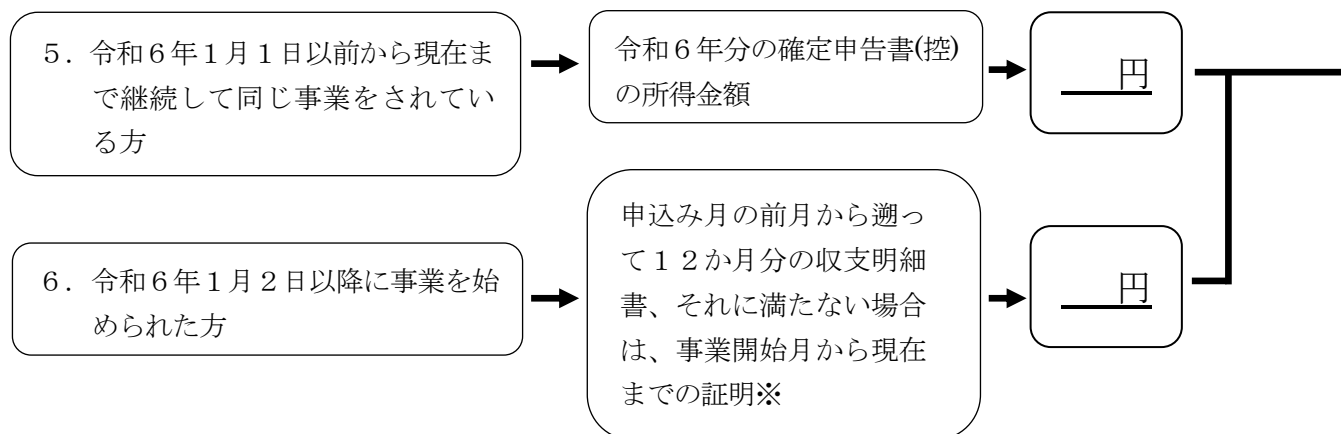 ５．令和６年１月１日以前から現在ま
で継続して同じ事業をされてい
る方
令和６年分の確定申告書(控)
の所得金額
円
６．令和６年１月２日以降に事業を始
められた方
申込み月の前月から遡っ
て１２か月分の収支明細
書、それに満たない場合
は、事業開始月から現在
までの証明※
円